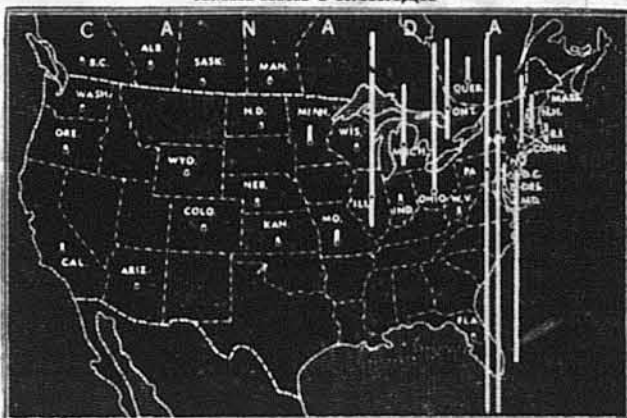 C A N A D A
B.C.
ALB
SASK.
MAN.
QUEB.
ONT.
WASH.
N.D.
MINN.
MASS.
N.H.
ORE.
WIS.
MICH.
R.I.
CONN.
WYO.
N.Y.
PA
NEB.
ILL.
IND.
OHIO
W.V.
D.C.
DEL.
MD.
COLO.
KAN.
MO.
CAL.
ARIZ.
FLA.